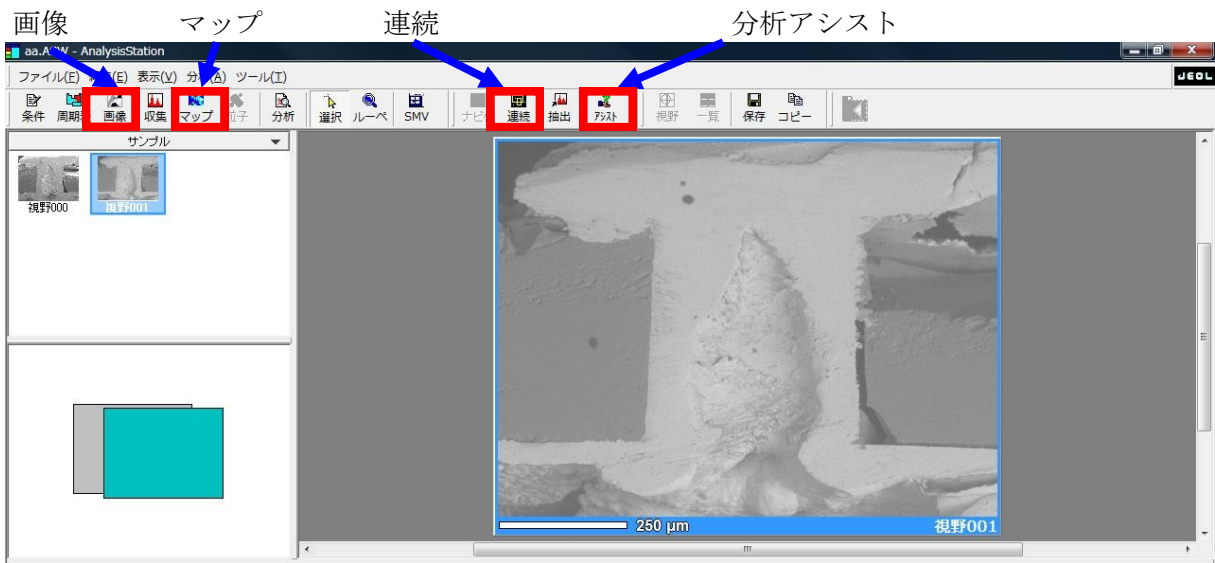 画像 マップ 連続 分析アシスト
aa.ASW - AnalysisStation
ファイル(F) (E) 表示(V) 分析(A) ツール(T)
JEOL
条件 周期表 画像 収集 マップ 粒子 分析 選択 ルーペ SMV ナビ 連続 抽出 アシスト 視野 一覧 保存 コピー
サンプル
視野000 視野001
250 μm 視野001